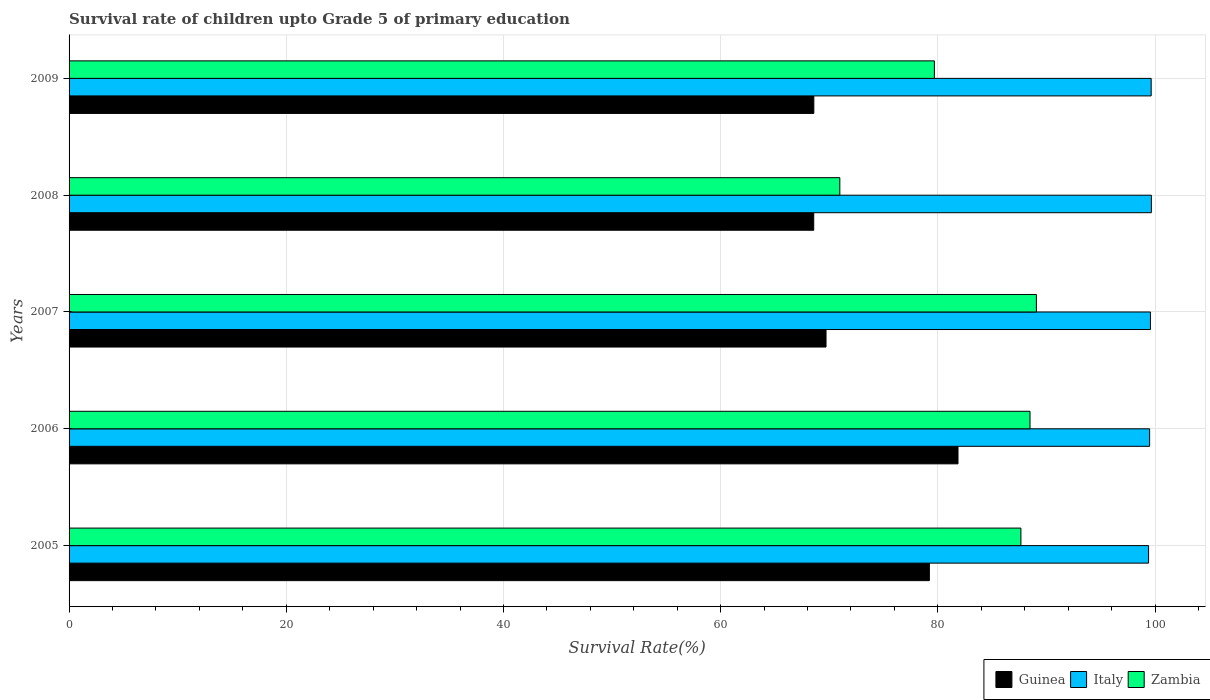 Survival rate of children upto Grade 5 of primary education
2009
2008
2007
2006
2005
Years
0 20 40 60 80 100
Survival Rate(%)
Guinea Italy Zambia